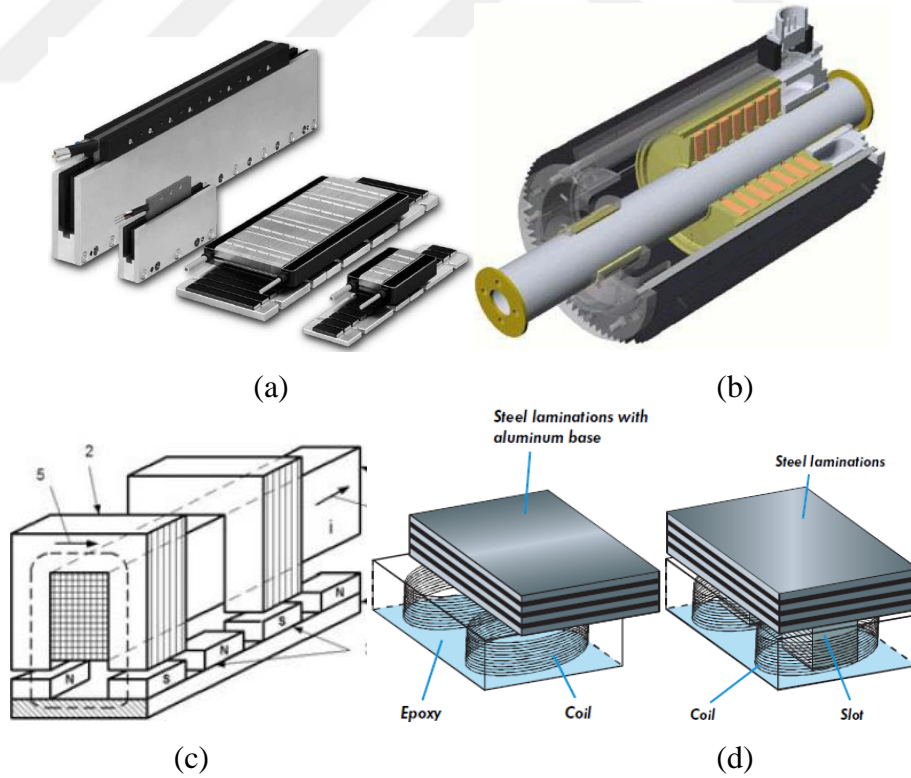 (a)
(b)
Steel laminations with
aluminum base
Steel laminations
5
2
i
N
S
N
S
N
Epoxy
Coil
Coil
Slot
(c)
(d)